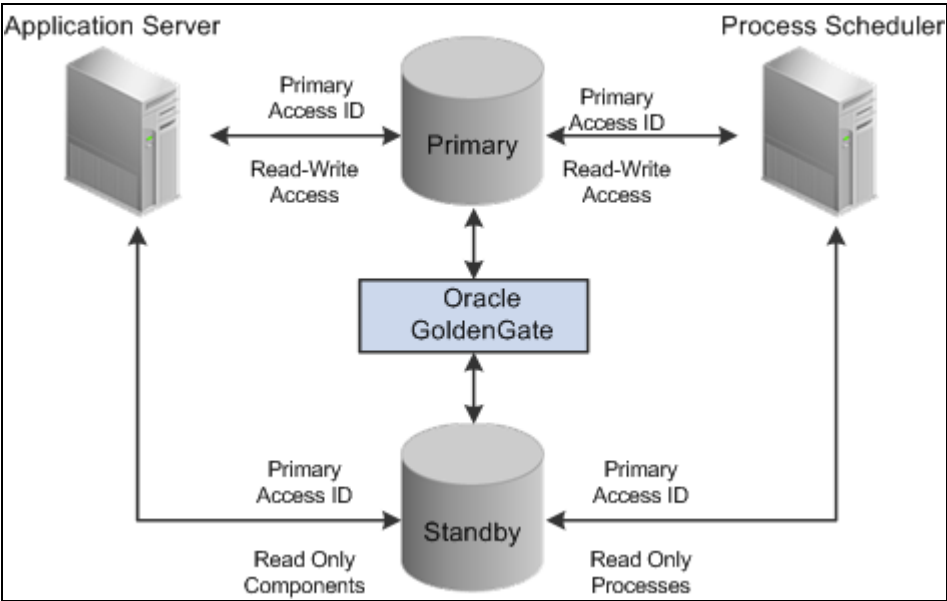 Application Server
Process Scheduler
Primary
Access ID
Read-Write
Access
Primary
Primary
Access ID
Read-Write
Access
Oracle
GoldenGate
Primary
Access ID
Read Only
Components
Standby
Primary
Access ID
Read Only
Processes